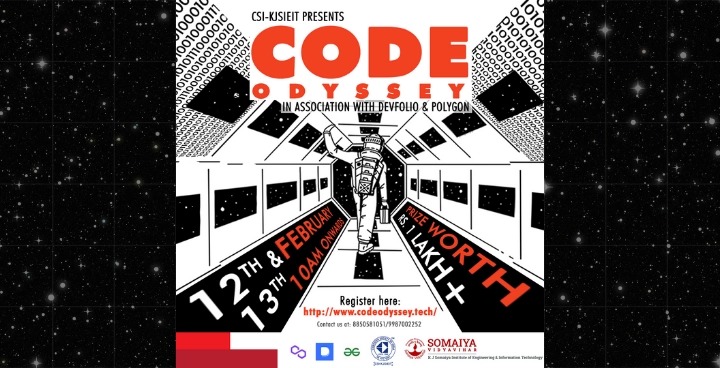 CSI-KJSIEIT PRESENTS
CODE
ODYSSEY
IN ASSOCIATION WITH DEVFOLIO & POLYGON
12TH & 13TH FEBRUARY
10AM ONWARDS
PRIZE WORTH
RS. 1 LAKH +
Register here:
http://www.codeodyssey.tech/
Contact us at: 8850581051/9987002252
SOMAIYA
VIDYAVIHAR
K J Somaiya Institute of Engineering & Information Technology